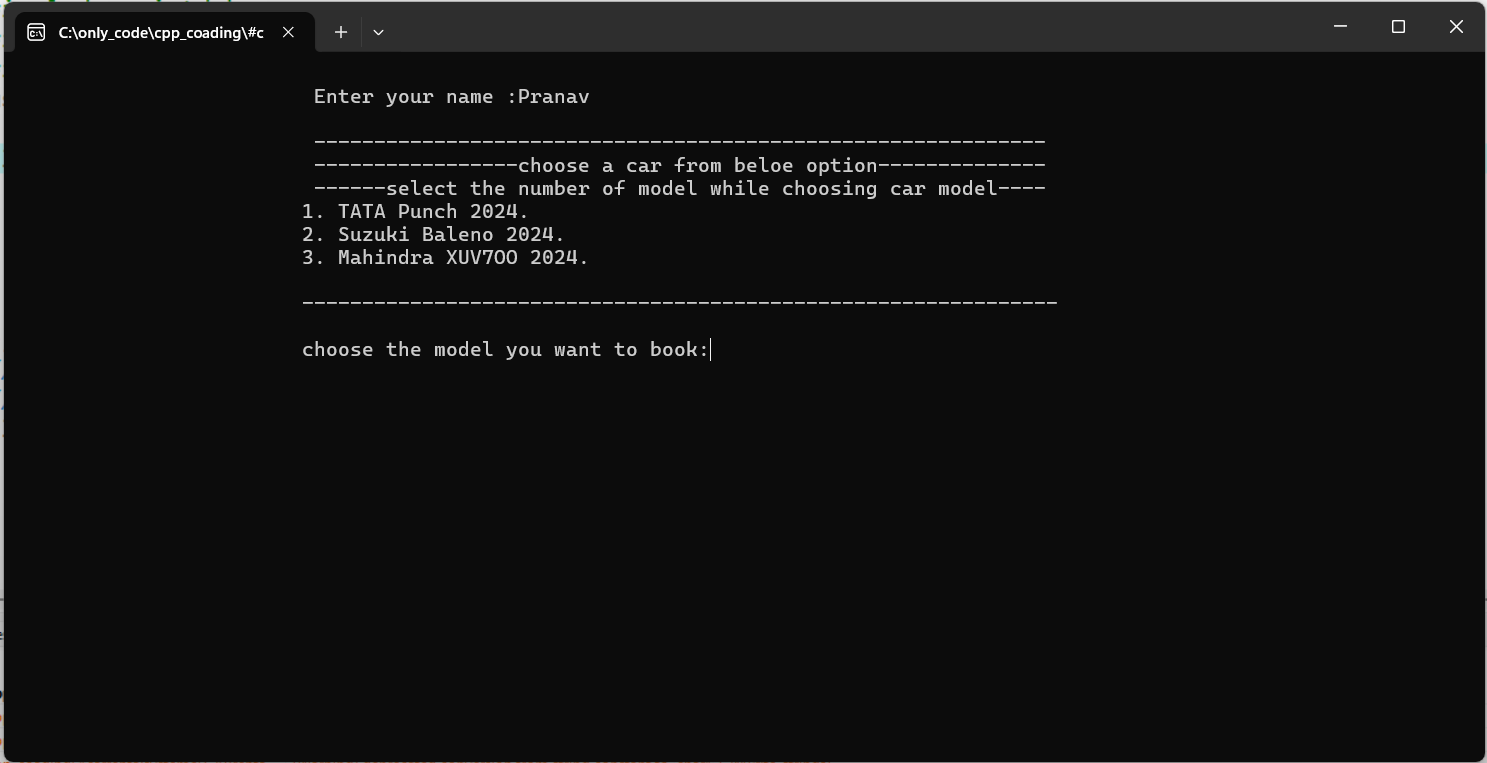 C:\only_code\cpp_coading\#c
Enter your name :Pranav
-------------------------------------------------------------
-----------------choose a car from beloe option--------------
------select the number of model while choosing car model----
1. TATA Punch 2024.
2. Suzuki Baleno 2024.
3. Mahindra XUV7OO 2024.
---------------------------------------------------------------
choose the model you want to book: